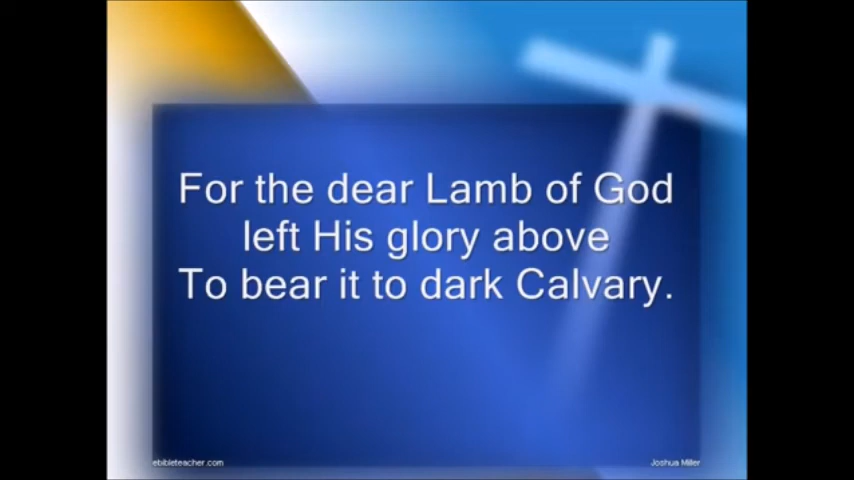 For the dear Lamb of God
left His glory above
To bear it to dark Calvary.
ebibleteacher.com
Joshua Miller